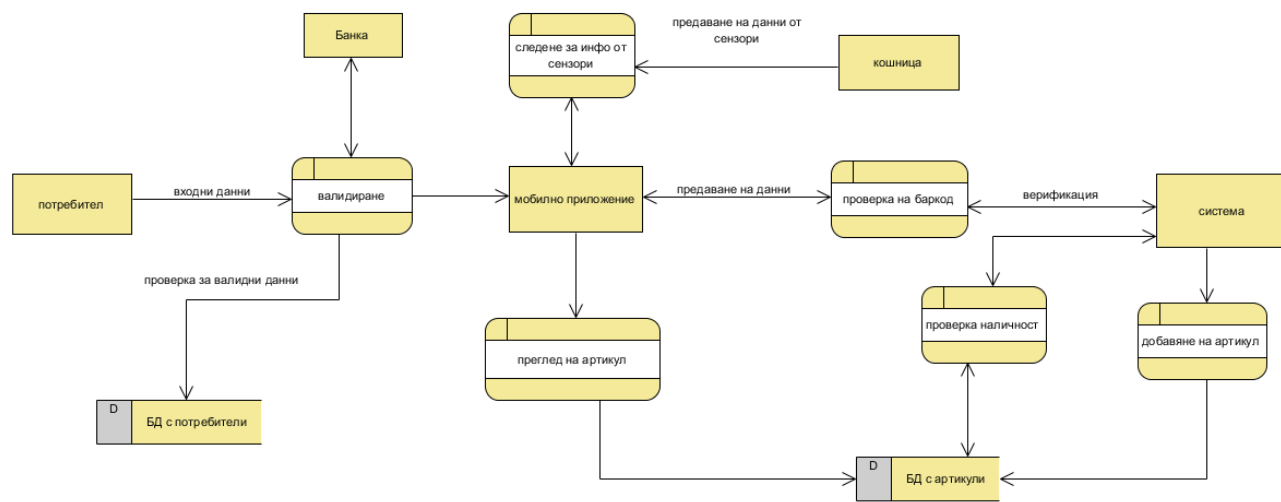 предаване на данни от
сензори
Банка
следене за инфо от
сензори
кошница
потребител
входни данни
валидиране
мобилно приложение
предаване на данни
проверка на баркод
верификация
система
проверка за валидни данни
проверка наличност
добавяне на артикул
преглед на артикул
D
БД с потребители
D
БД с артикули